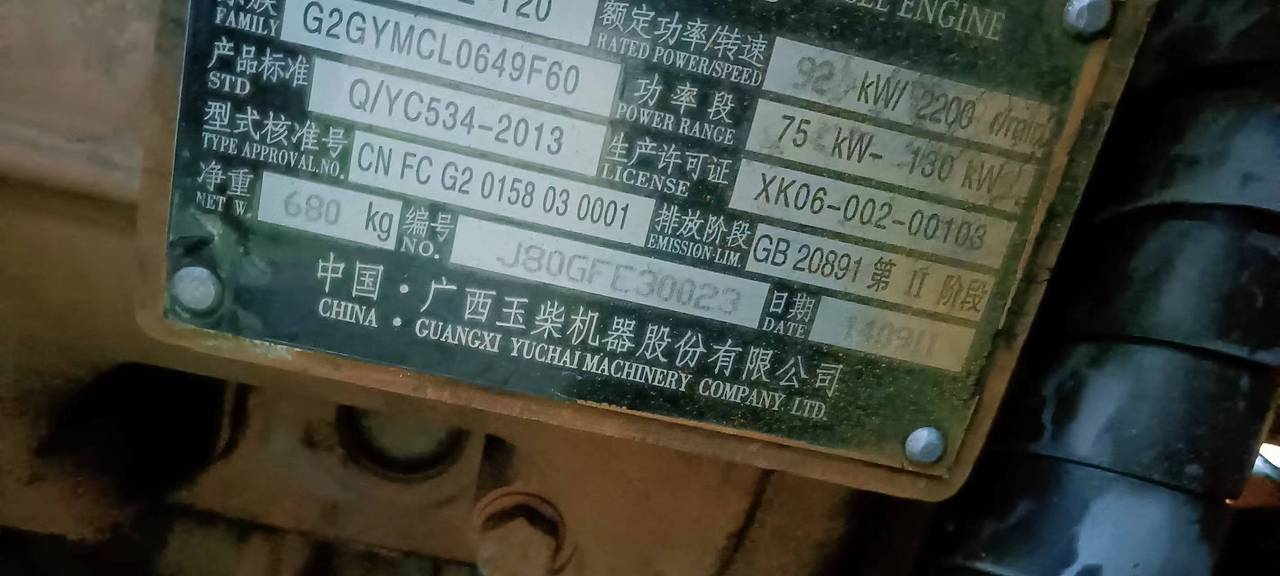 ENGINE
120
额定功率/转速 92 kW/ 2200 r/min
RATED POWER/SPEED
FAMILY G2GYMCL0649F60
功率段 75 kW- 130 kW
POWER RANGE
产品标准 Q/YC534-2013
STD
生产许可证 XK06-002-00103
LICENSE
型式核准号 CN FC G2 0158 03 0001
TYPE APPROVAL.NO.
排放阶段 GB 20891 第 II 阶段
EMISSION-LIM.
净重 680 kg
NET W.
编号 J80GFE30023
NO.
日期
DATE
中国·广西玉柴机器股份有限公司
CHINA·GUANGXI YUCHAI MACHINERY COMPANY LTD.